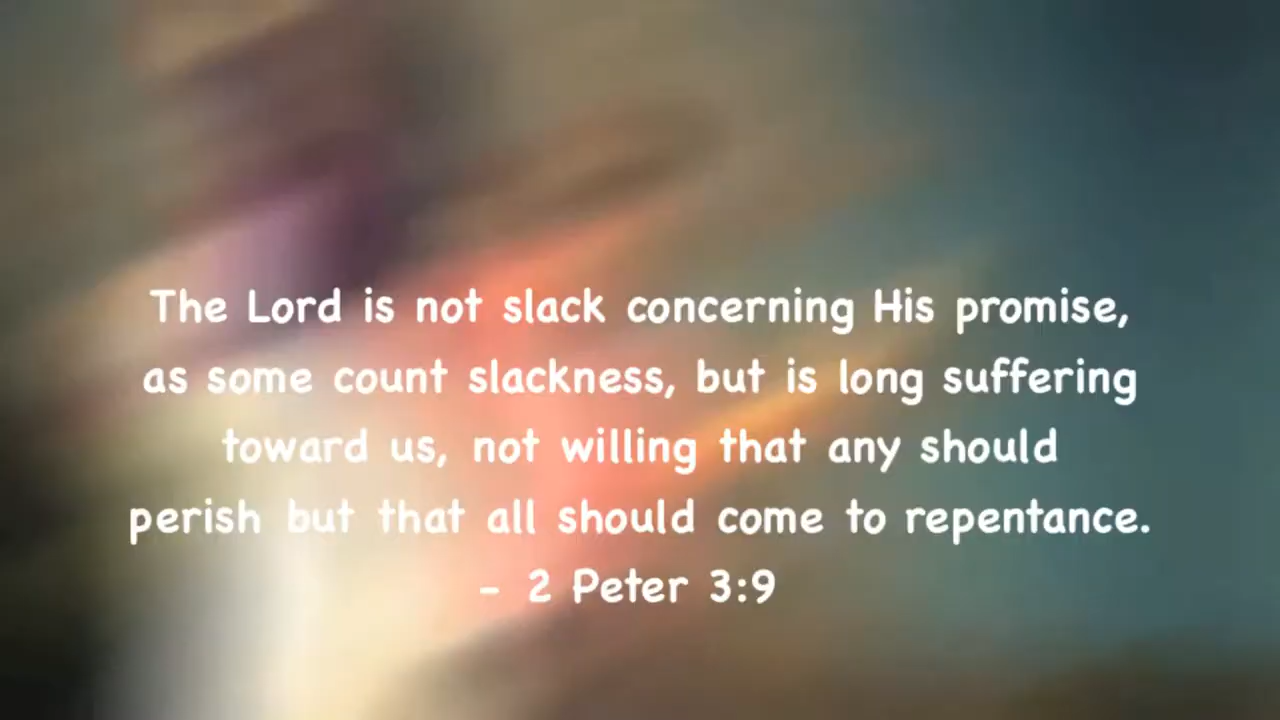 The Lord is not slack concerning His promise,
as some count slackness, but is long suffering
toward us, not willing that any should
perish but that all should come to repentance.
- 2 Peter 3:9